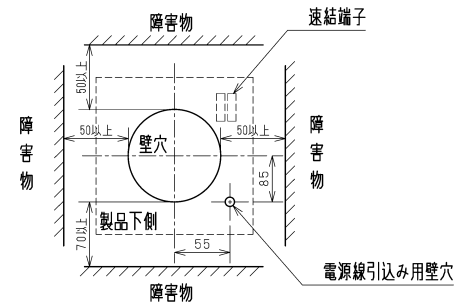 障害物
速結端子
50以上
障害物
50以上
壁穴
50以上
障害物
85
製品下側
70以上
55
電源線引込み用壁穴
障害物